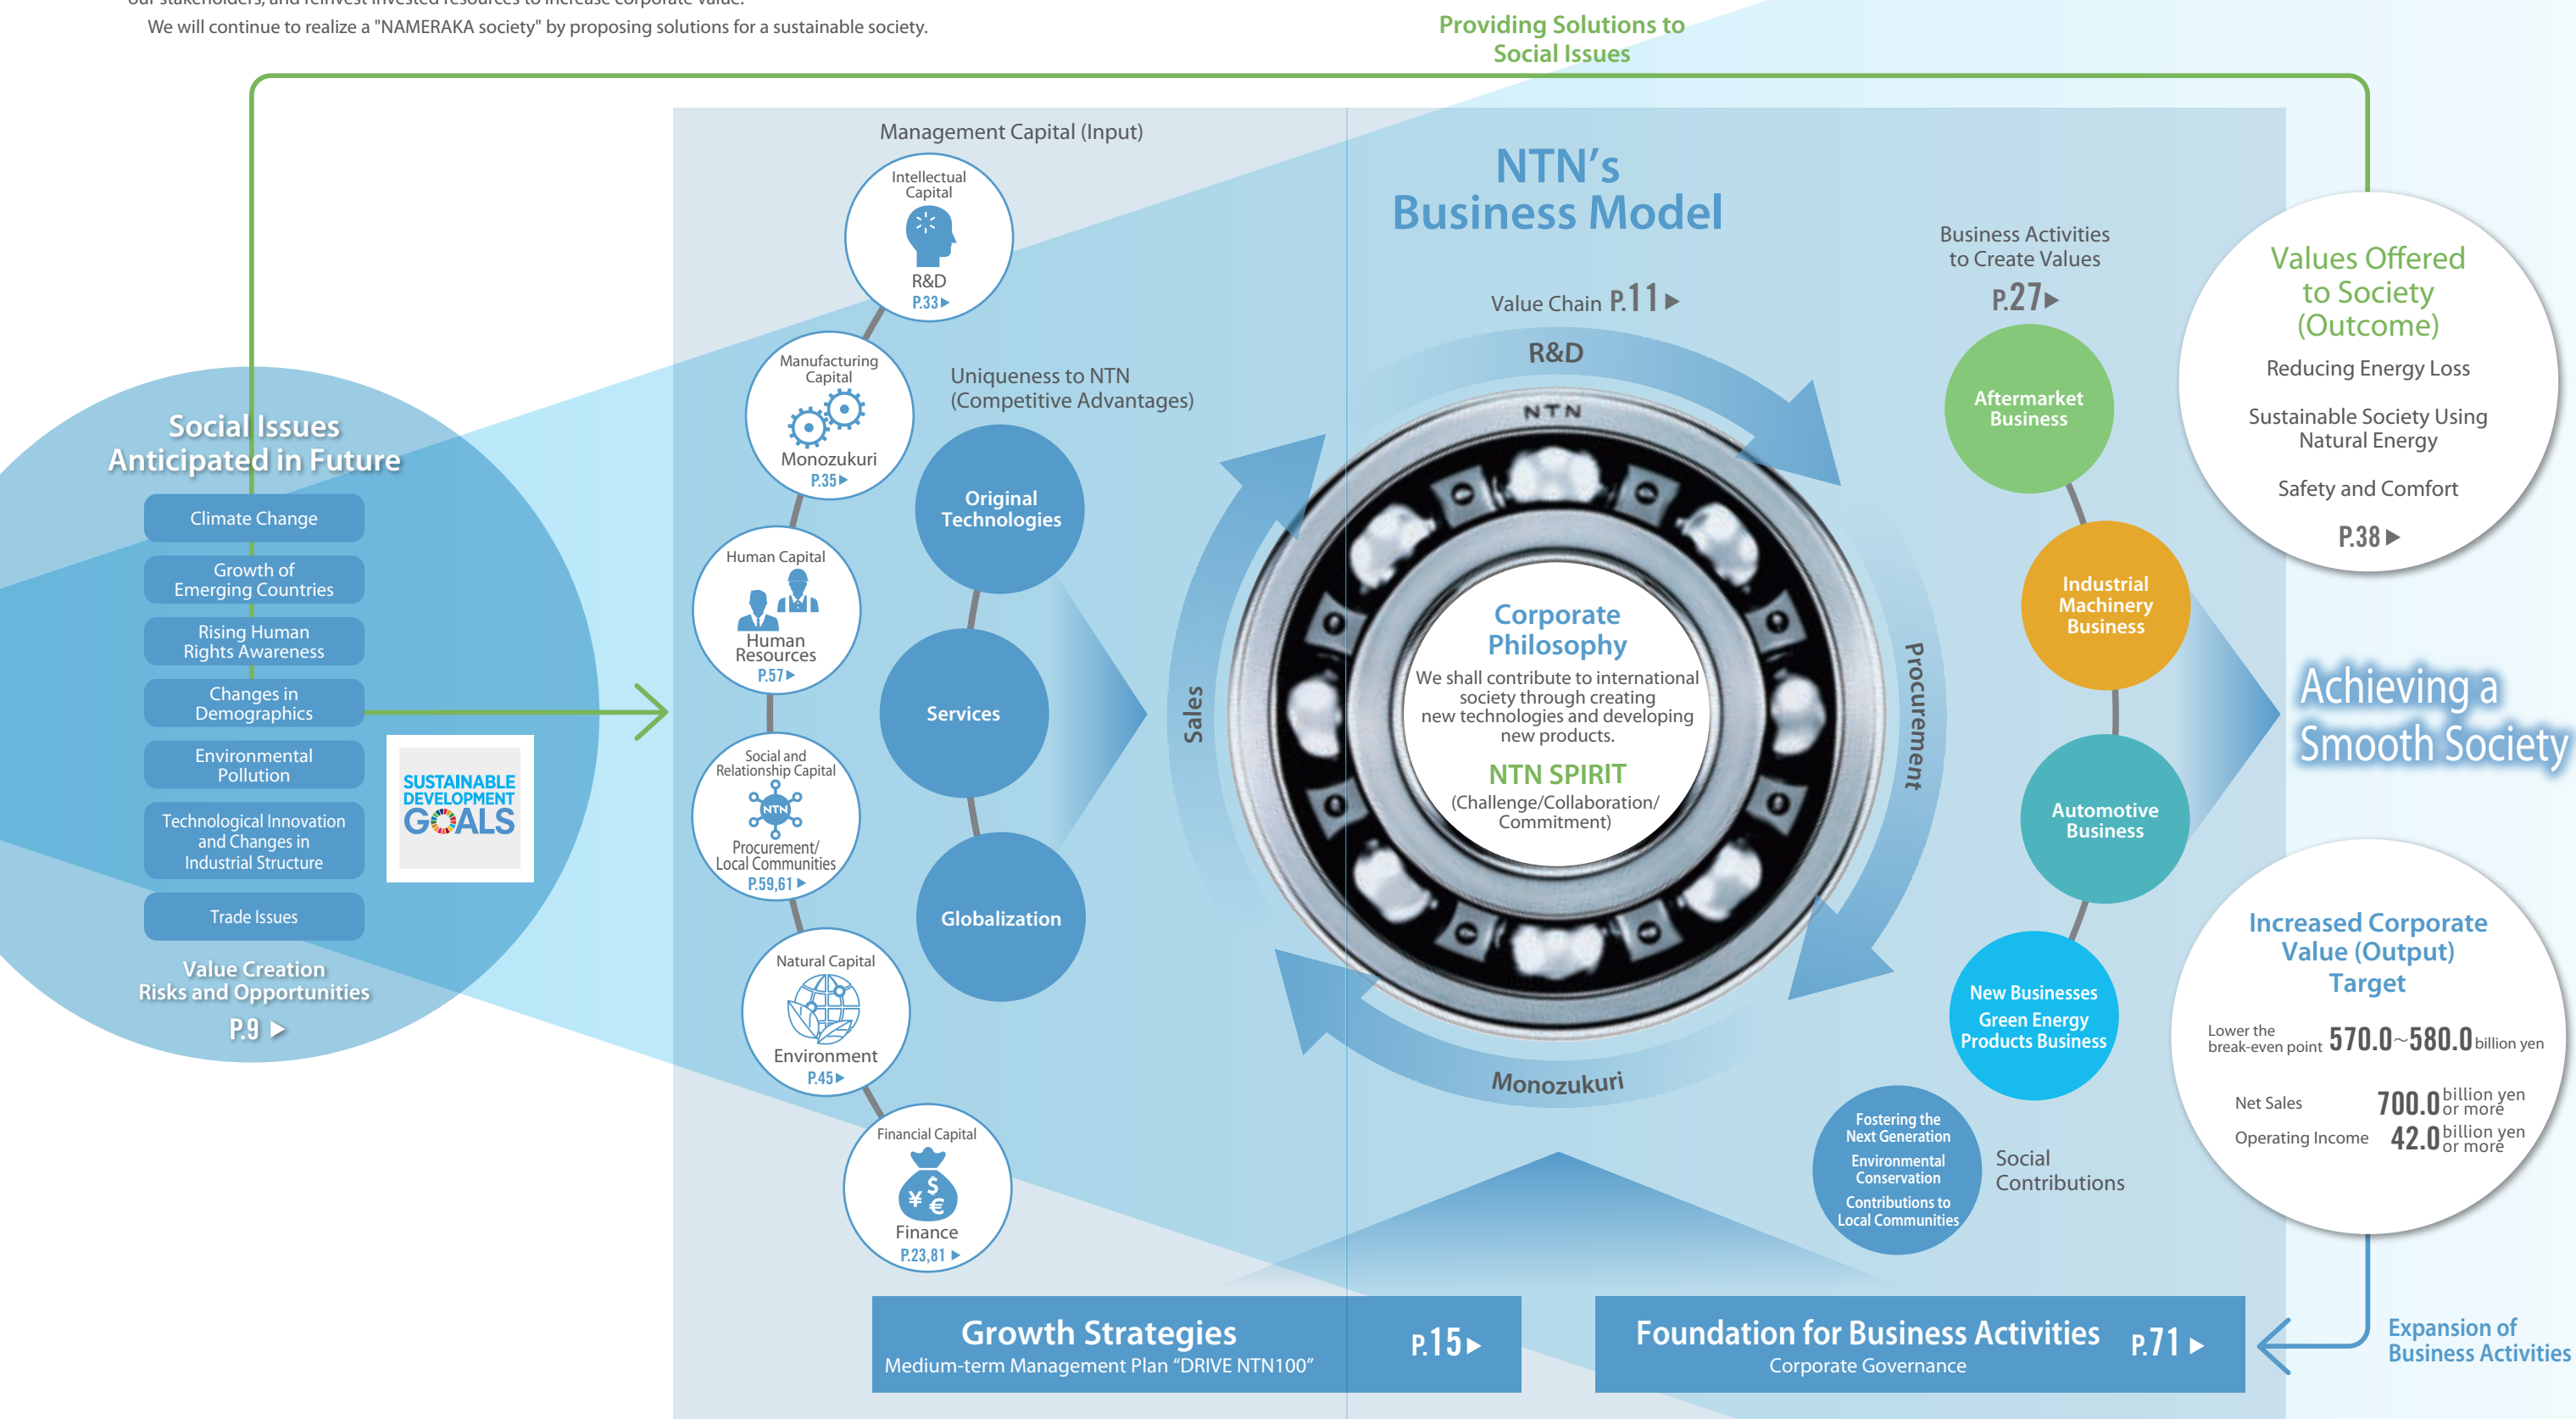 our stakeholders, and reinvest invested resources to increase corporate value.
We will continue to realize a "NAMERAKA society" by proposing solutions for a sustainable society.
Providing Solutions to
Social Issues
Social Issues
Anticipated in Future
Climate Change
Growth of
Emerging Countries
Rising Human
Rights Awareness
Changes in
Demographics
Environmental
Pollution
Technological Innovation
and Changes in
Industrial Structure
Trade Issues
Value Creation
Risks and Opportunities
P.9 ▶
SUSTAINABLE
DEVELOPMENT
GOALS
Management Capital (Input)
Intellectual
Capital
R&D
P.33▶
Manufacturing
Capital
Monozukuri
P.35▶
Human Capital
Human
Resources
P.57▶
Social and
Relationship Capital
NTN
Procurement/
Local Communities
P.59,61 ▶
Natural Capital
Environment
P.45▶
Financial Capital
¥ $ €
Finance
P.23,81 ▶
Uniqueness to NTN
(Competitive Advantages)
Original
Technologies
Services
Globalization
NTN's
Business Model
Value Chain P.11▶
R&D
Procurement
Monozukuri
Sales
NTN
Corporate
Philosophy
We shall contribute to international
society through creating
new technologies and developing
new products.
NTN SPIRIT
(Challenge/Collaboration/
Commitment)
Business Activities
to Create Values
P.27▶
Aftermarket
Business
Industrial
Machinery
Business
Automotive
Business
New Businesses
Green Energy
Products Business
Fostering the
Next Generation
Environmental
Conservation
Contributions to
Local Communities
Social
Contributions
Values Offered
to Society
(Outcome)
Reducing Energy Loss
Sustainable Society Using
Natural Energy
Safety and Comfort
P.38▶
Achieving a
Smooth Society
Increased Corporate
Value (Output)
Target
Lower the
break-even point 570.0~580.0 billion yen
Net Sales 700.0 billion yen or more
Operating Income 42.0 billion yen or more
Growth Strategies P.15▶
Medium-term Management Plan “DRIVE NTN100”
Foundation for Business Activities P.71 ▶
Corporate Governance
Expansion of
Business Activities